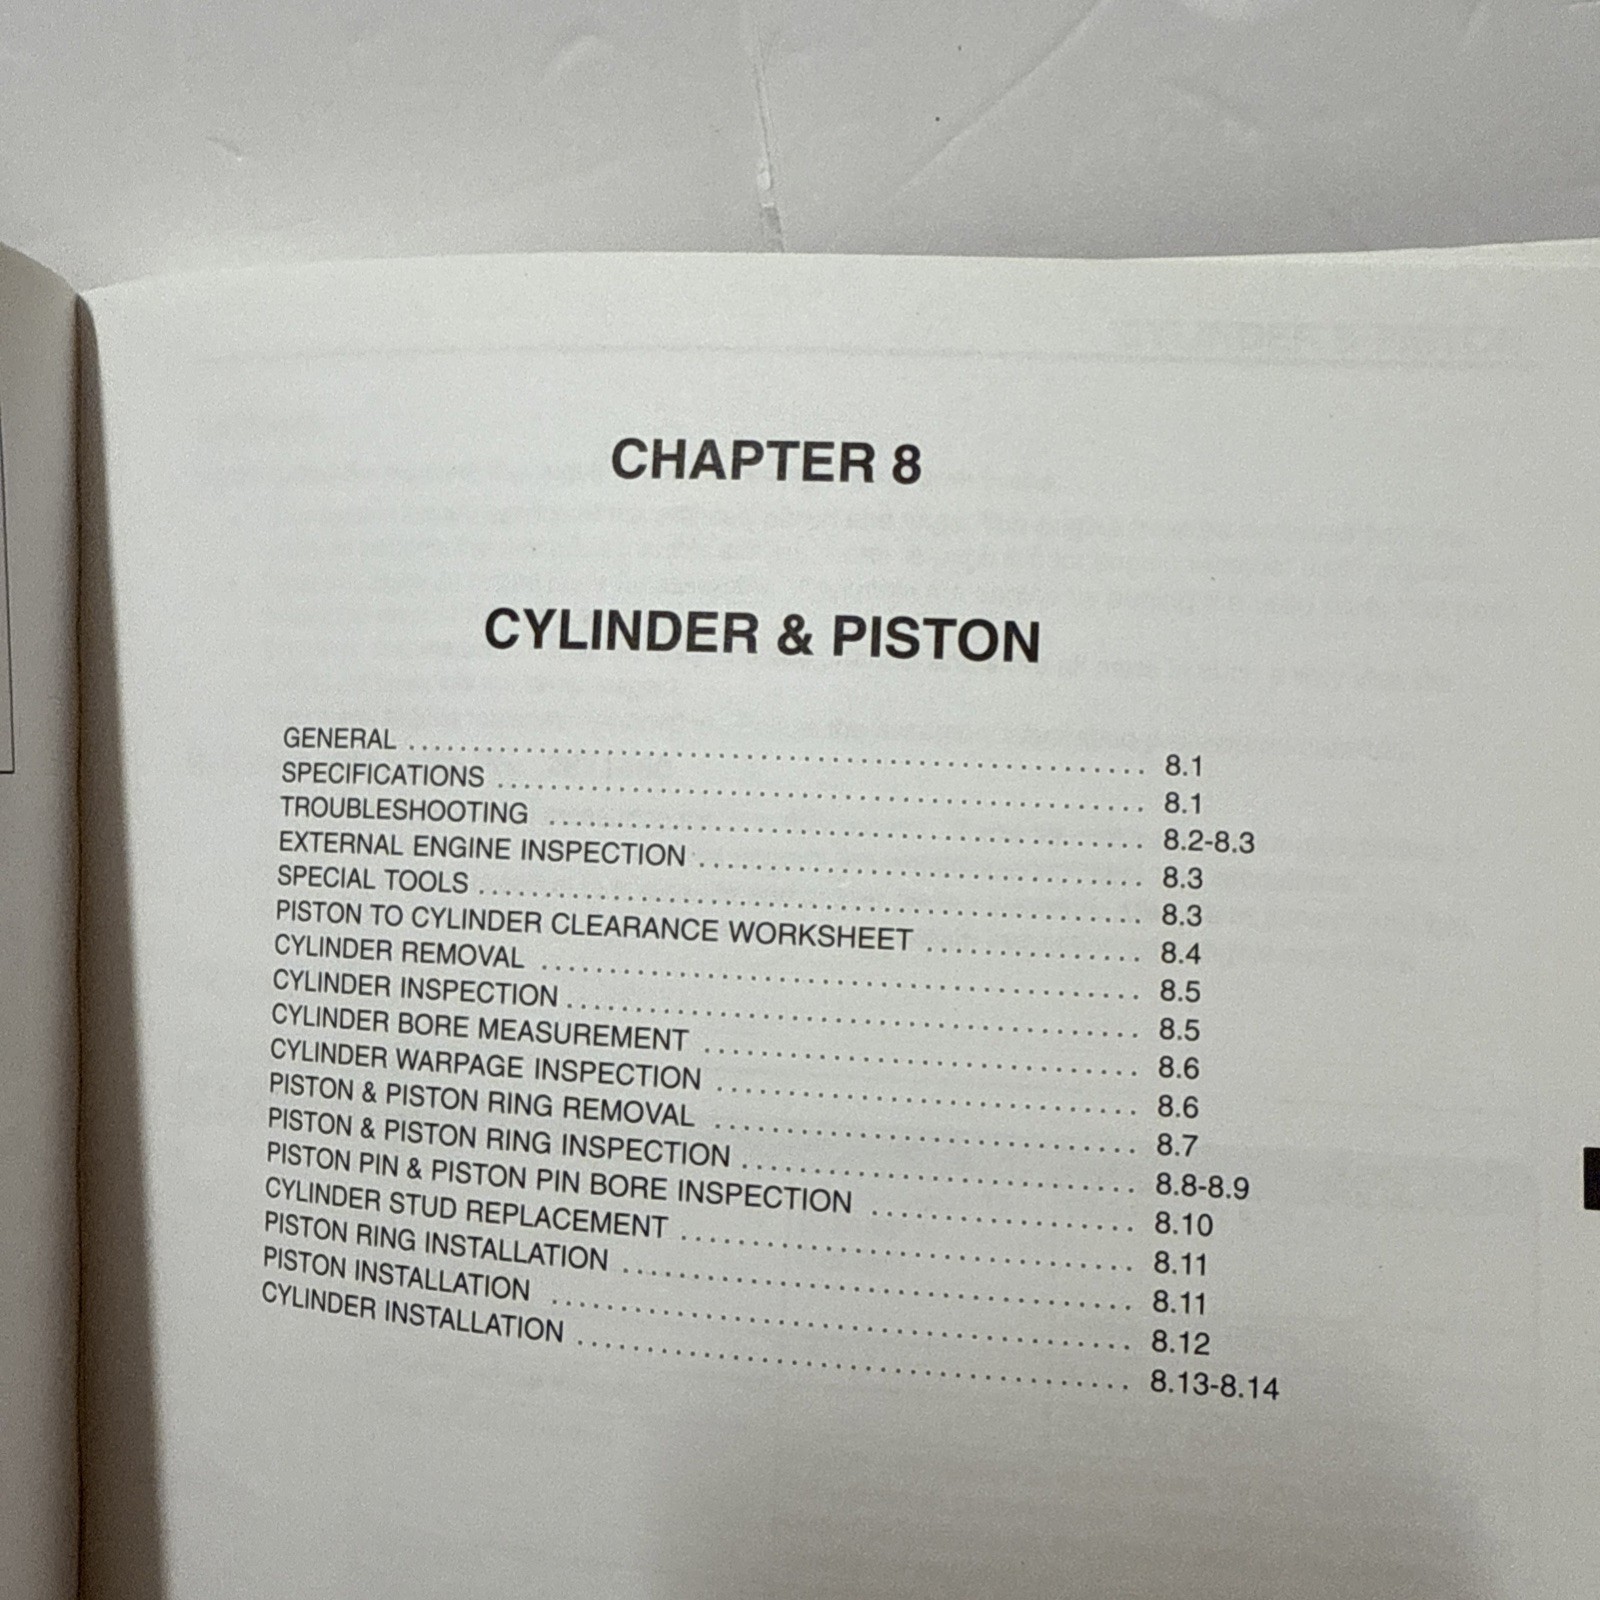 CHAPTER 8
CYLINDER & PISTON
GENERAL ........................................ 8.1
SPECIFICATIONS ........................................ 8.1
TROUBLESHOOTING ........................................ 8.2-8.3
EXTERNAL ENGINE INSPECTION ........................................ 8.3
SPECIAL TOOLS ........................................ 8.3
PISTON TO CYLINDER CLEARANCE WORKSHEET ................ 8.4
CYLINDER REMOVAL ........................................ 8.5
CYLINDER INSPECTION ........................................ 8.5
CYLINDER BORE MEASUREMENT ................................ 8.6
CYLINDER WARPAGE INSPECTION ................................ 8.6
PISTON & PISTON RING REMOVAL ................................ 8.7
PISTON & PISTON RING INSPECTION ............................ 8.8-8.9
PISTON PIN & PISTON PIN BORE INSPECTION .................... 8.10
CYLINDER STUD REPLACEMENT ................................ 8.11
PISTON RING INSTALLATION ................................ 8.11
PISTON INSTALLATION ........................................ 8.12
CYLINDER INSTALLATION ........................................ 8.13-8.14